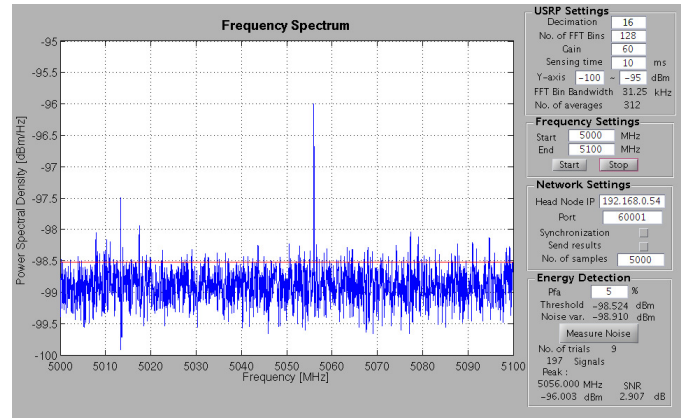 Frequency Spectrum
Power Spectral Density [dBm/Hz]
-95
-95.5
-96
-96.5
-97
-97.5
-98
-98.5
-99
-99.5
-100
5000 5010 5020 5030 5040 5050 5060 5070 5080 5090 5100
Frequency [MHz]
USRP Settings
Decimation 16
No. of FFT Bins 128
Gain 60
Sensing time 10 ms
Y-axis -100 ~ -95 dBm
FFT Bin Bandwidth 31.25 kHz
No. of averages 312
Frequency Settings
Start 5000 MHz
End 5100 MHz
Start Stop
Network Settings
Head Node IP 192.168.0.54
Port 60001
Synchronization
Send results
No. of samples 5000
Energy Detection
Pfa 5 %
Threshold -98.524 dBm
Noise var. -98.910 dBm
Measure Noise
No. of trials 9
197 Signals
Peak :
5056.000 MHz SNR
-96.003 dBm 2.907 dB